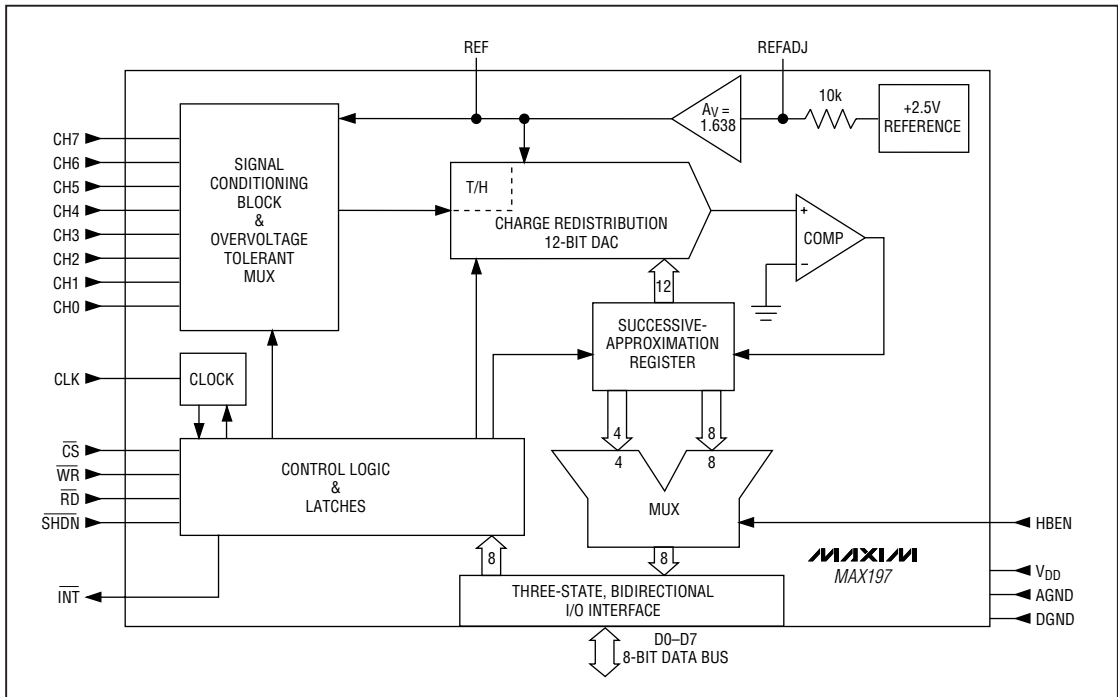 REF
REFADJ
10k
+2.5V
REFERENCE
AV =
1.638
CH7
CH6
CH5
CH4
CH3
CH2
CH1
CH0
SIGNAL
CONDITIONING
BLOCK
&
OVERVOLTAGE
TOLERANT
MUX
T/H
CHARGE REDISTRIBUTION
12-BIT DAC
+
–
COMP
12
SUCCESSIVE-
APPROXIMATION
REGISTER
CLK
CLOCK
4
8
4
8
MUX
CS
WR
RD
SHDN
CONTROL LOGIC
&
LATCHES
HBEN
INT
8
8
MAXIM
MAX197
VDD
AGND
DGND
THREE-STATE, BIDIRECTIONAL
I/O INTERFACE
D0–D7
8-BIT DATA BUS